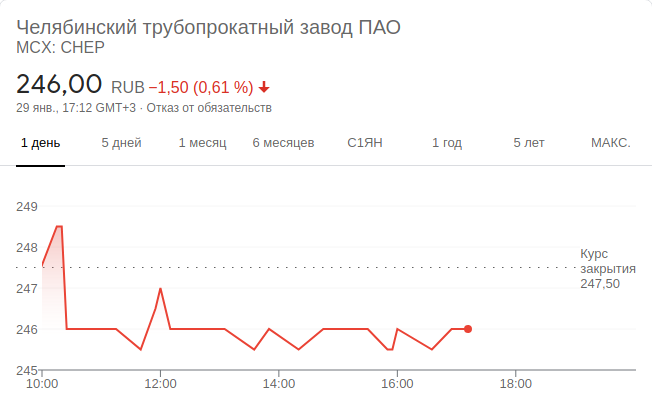 Челябинский трубопрокатный завод ПАО
MCX: CHEP
246,00 RUB −1,50 (0,61 %)
29 янв., 17:12 GMT+3 · Отказ от обязательств
1 день 5 дней 1 месяц 6 месяцев С1ЯН 1 год 5 лет МАКС.
249
248
Курс
закрытия
247,50
247
246
245
10:00 12:00 14:00 16:00 18:00